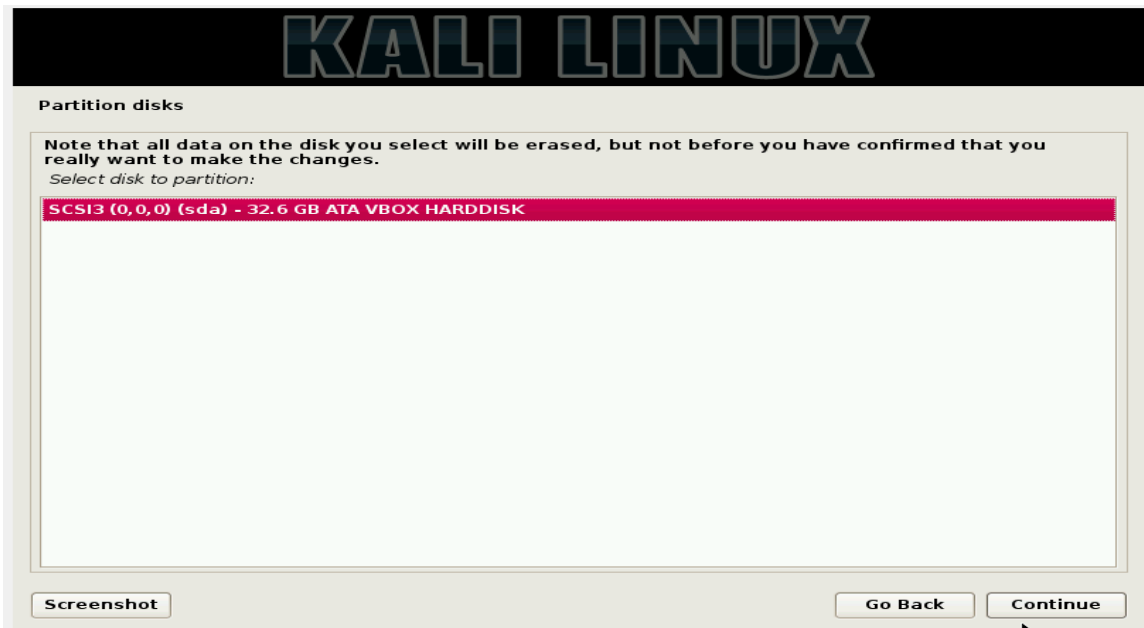 KALI LINUX
Partition disks
Note that all data on the disk you select will be erased, but not before you have confirmed that you
really want to make the changes.
Select disk to partition:
SCSI3 (0,0,0) (sda) - 32.6 GB ATA VBOX HARDDISK
Screenshot
Go Back
Continue